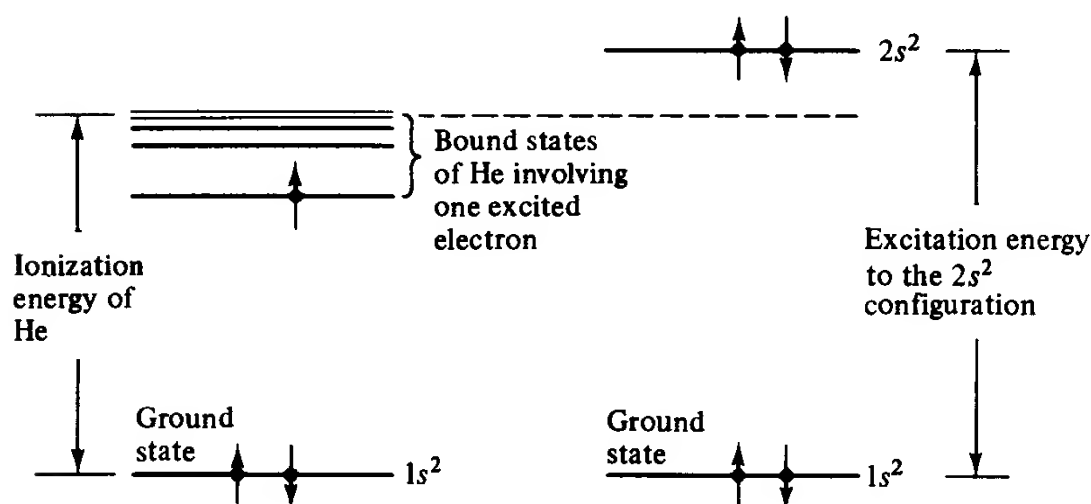 2s²
Bound states
of He involving
one excited
electron
Ionization
energy of
He
Excitation energy
to the 2s²
configuration
Ground
state
1s²
Ground
state
1s²